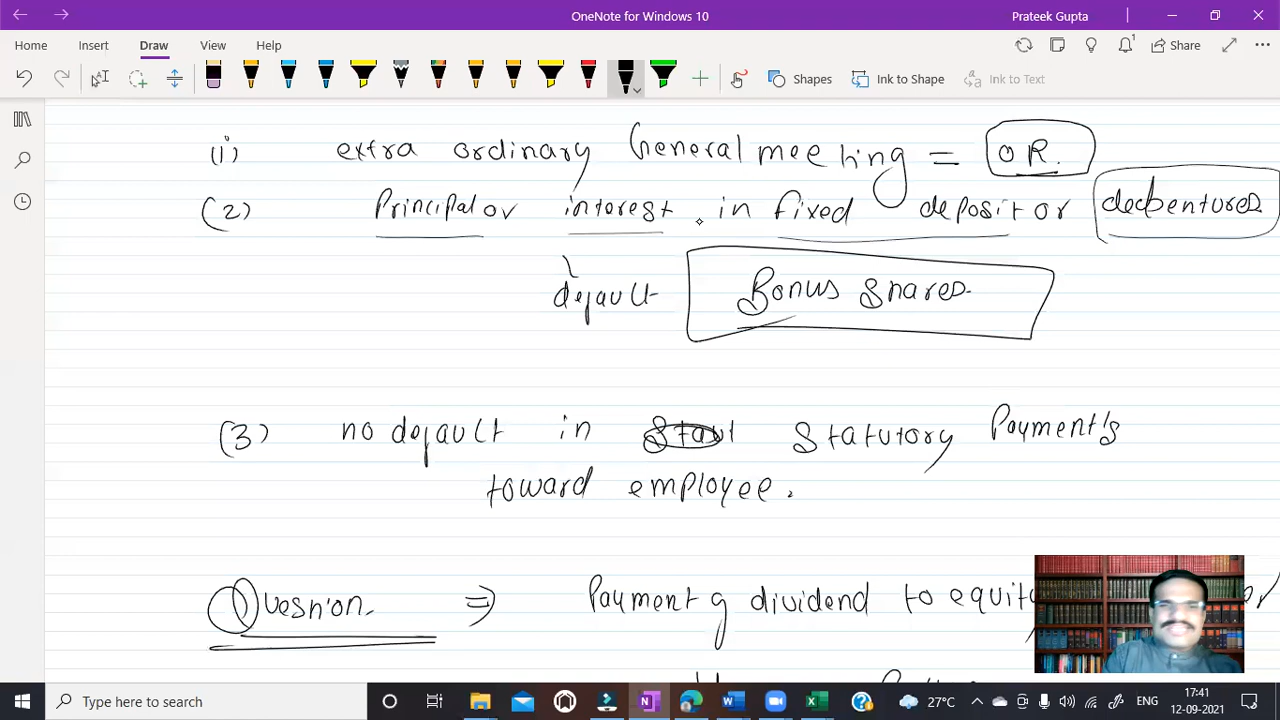 OneNote for Windows 10
Prateek Gupta
Home Insert Draw View Help
Share
Shapes Ink to Shape Ink to Text
(1) extra ordinary General meeting = OR.
(2) Principal or interest in fixed deposit or debentures
default Bonus Shares.
(3) no default in Statutory Payment's
toward employee.
Question ⇒ Payment of dividend to equity
Type here to search
27°C
ENG
17:41
12-09-2021